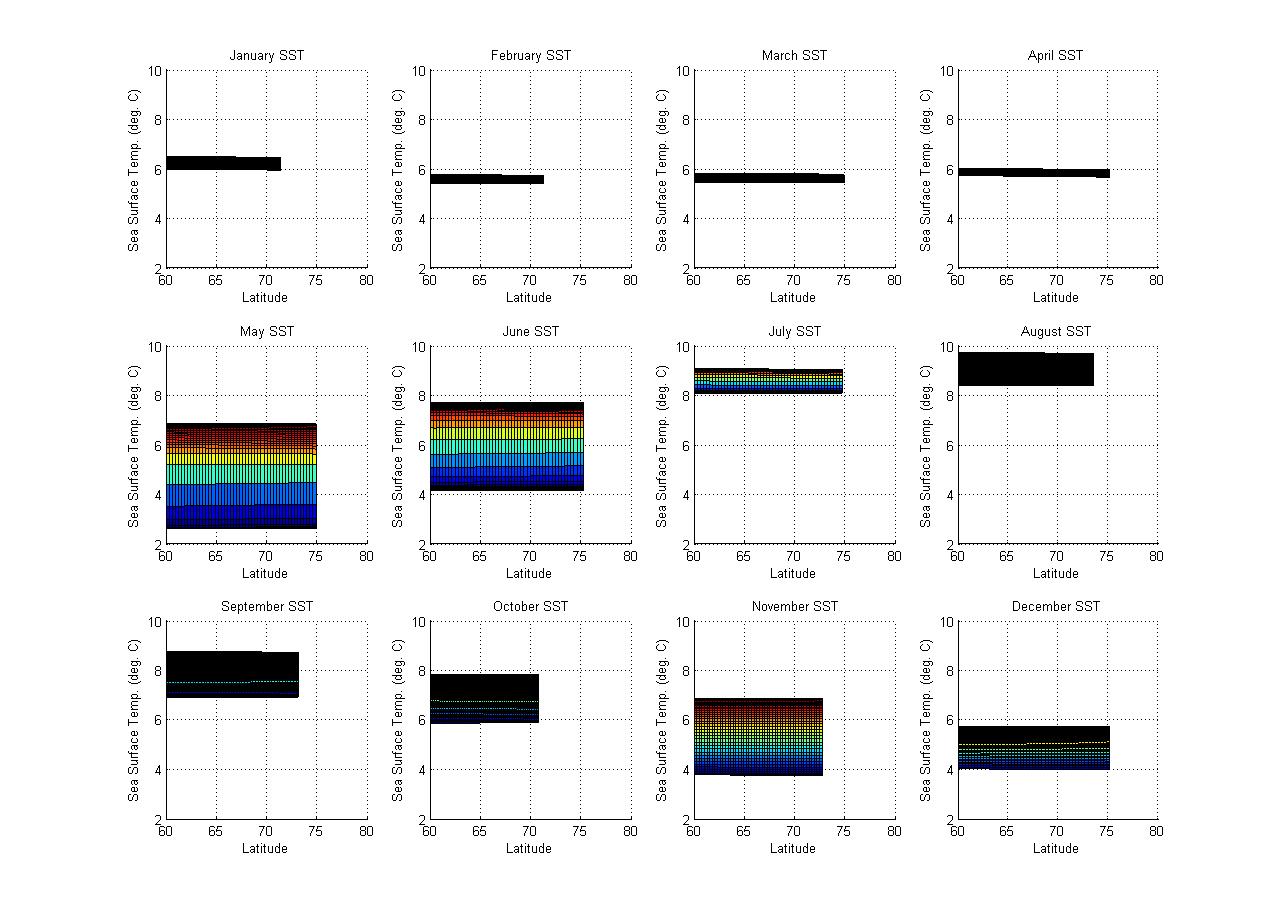 January SST
February SST
March SST
April SST
Sea Surface Temp. (deg. C)
10
8
6
4
2
60 65 70 75 80
Latitude
Sea Surface Temp. (deg. C)
10
8
6
4
2
60 65 70 75 80
Latitude
Sea Surface Temp. (deg. C)
10
8
6
4
2
60 65 70 75 80
Latitude
Sea Surface Temp. (deg. C)
10
8
6
4
2
60 65 70 75 80
Latitude
May SST
June SST
July SST
August SST
Sea Surface Temp. (deg. C)
10
8
6
4
2
60 65 70 75 80
Latitude
Sea Surface Temp. (deg. C)
10
8
6
4
2
60 65 70 75 80
Latitude
Sea Surface Temp. (deg. C)
10
8
6
4
2
60 65 70 75 80
Latitude
Sea Surface Temp. (deg. C)
10
8
6
4
2
60 65 70 75 80
Latitude
September SST
October SST
November SST
December SST
Sea Surface Temp. (deg. C)
10
8
6
4
2
60 65 70 75 80
Latitude
Sea Surface Temp. (deg. C)
10
8
6
4
2
60 65 70 75 80
Latitude
Sea Surface Temp. (deg. C)
10
8
6
4
2
60 65 70 75 80
Latitude
Sea Surface Temp. (deg. C)
10
8
6
4
2
60 65 70 75 80
Latitude